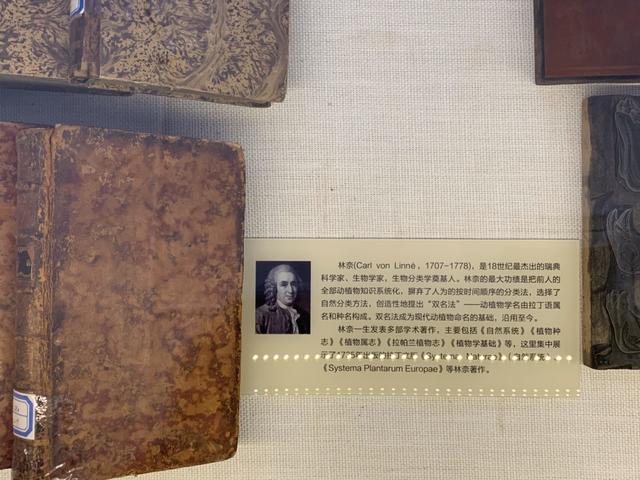 林奈(Carl von Linné，1707-1778)，是18世纪最杰出的瑞典
科学家、生物学家，生物分类学奠基人。林奈的最大功绩是把前人的
全部动植物知识系统化，摒弃了人为的按时间顺序的分类法，选择了
自然分类方法，创造性地提出“双名法”——动植物学名由拉丁语属
名和种名构成。双名法成为现代动植物命名的基础，沿用至今。
林奈一生发表多部学术著作，主要包括《自然系统》《植物种
志》《植物属志》《拉帕兰植物志》《植物学基础》等，这里集中展
《Systema Plantarum Europae》等林奈著作。